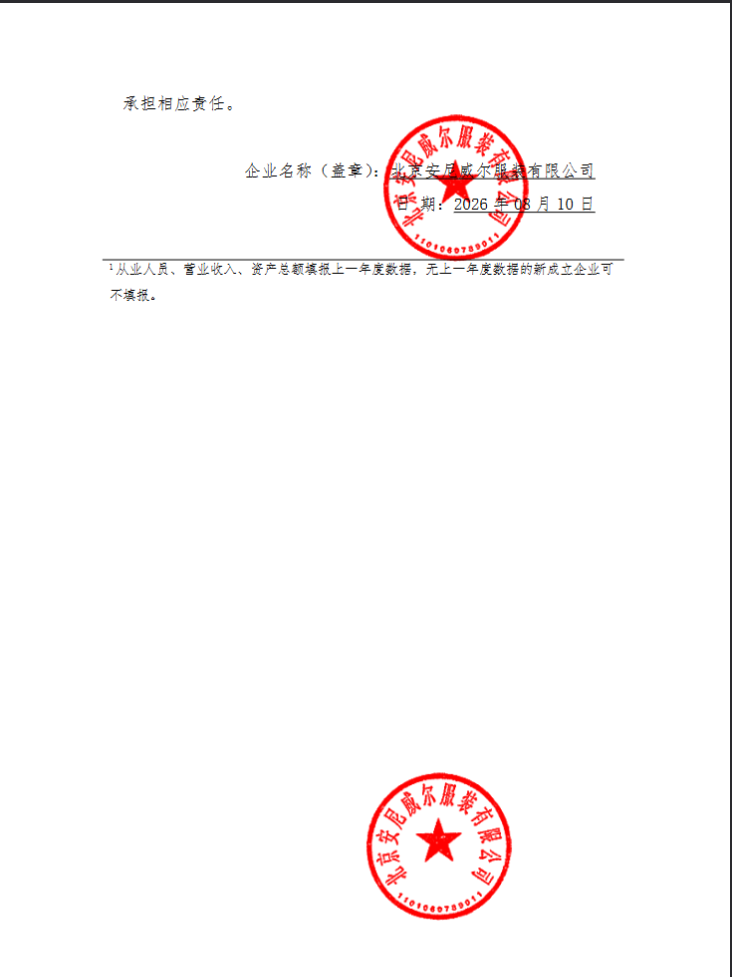 承担相应责任。
企业名称（盖章）：北京安尼威尔服装有限公司
日 期：2026 年 08 月 10 日
北京安尼威尔服装有限公司
1101060789011
¹从业人员、营业收入、资产总额填报上一年度数据，无上一年度数据的新成立企业可
不填报。
北京安尼威尔服装有限公司
1101060789011